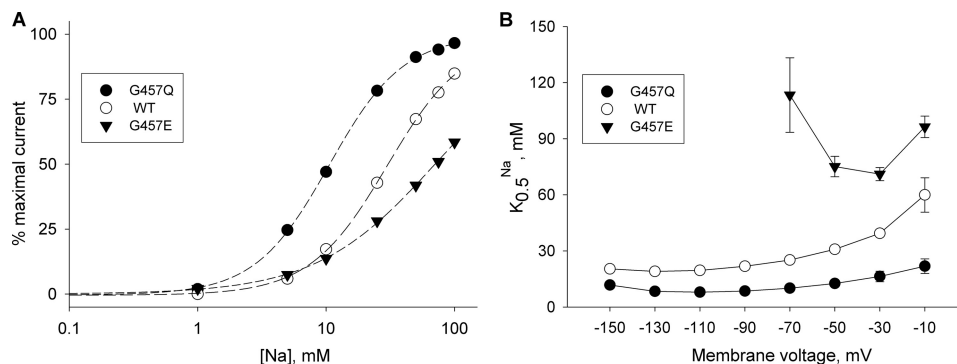 A
100
75
50
25
0
% maximal current
G457Q
WT
G457E
0.1 1 10 100
[Na], mM
B
150
120
90
60
30
0
K0.5 Na , mM
G457Q
WT
G457E
-150 -130 -110 -90 -70 -50 -30 -10
Membrane voltage, mV